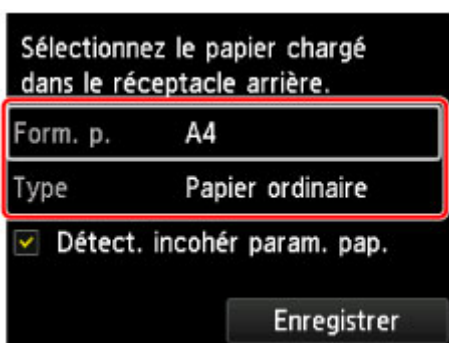 Sélectionnez le papier chargé
dans le réceptacle arrière.
Form. p. A4
Type Papier ordinaire
Détect. incohér param. pap.
Enregistrer